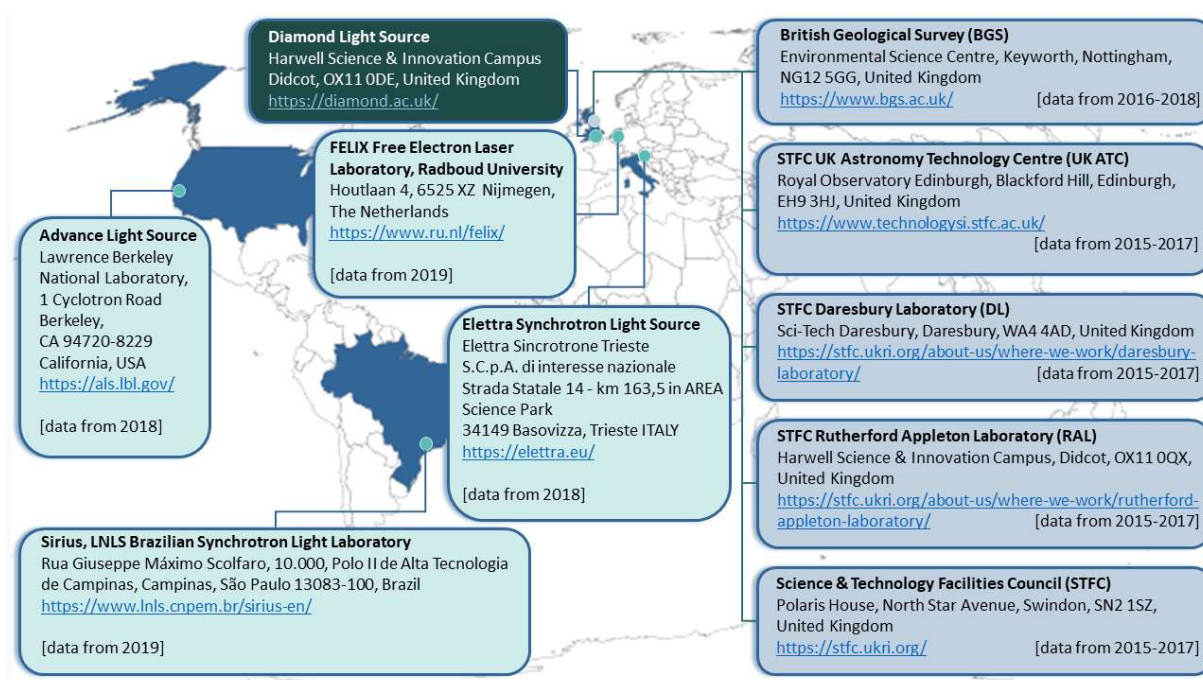 Diamond Light Source
Harwell Science & Innovation Campus
Didcot, OX11 0DE, United Kingdom
https://diamond.ac.uk/
FELIX Free Electron Laser
Laboratory, Radboud University
Houtlaan 4, 6525 XZ Nijmegen,
The Netherlands
https://www.ru.nl/felix/
[data from 2019]
Advance Light Source
Lawrence Berkeley
National Laboratory,
1 Cyclotron Road
Berkeley,
CA 94720-8229
California, USA
https://als.lbl.gov/
[data from 2018]
Elettra Synchrotron Light Source
Elettra Sincrotrone Trieste
S.C.p.A. di interesse nazionale
Strada Statale 14 - km 163,5 in AREA
Science Park
34149 Basovizza, Trieste ITALY
https://elettra.eu/
[data from 2018]
Sirius, LNLS Brazilian Synchrotron Light Laboratory
Rua Giuseppe Máximo Scolfaro, 10.000, Polo II de Alta Tecnologia
de Campinas, Campinas, São Paulo 13083-100, Brazil
https://www.lnls.cnpem.br/sirius-en/
[data from 2019]
British Geological Survey (BGS)
Environmental Science Centre, Keyworth, Nottingham,
NG12 5GG, United Kingdom
https://www.bgs.ac.uk/ [data from 2016-2018]
STFC UK Astronomy Technology Centre (UK ATC)
Royal Observatory Edinburgh, Blackford Hill, Edinburgh,
EH9 3HJ, United Kingdom
https://www.technologysi.stfc.ac.uk/
[data from 2015-2017]
STFC Daresbury Laboratory (DL)
Sci-Tech Daresbury, Daresbury, WA4 4AD, United Kingdom
https://stfc.ukri.org/about-us/where-we-work/daresbury-
laboratory/ [data from 2015-2017]
STFC Rutherford Appleton Laboratory (RAL)
Harwell Science & Innovation Campus, Didcot, OX11 0QX,
United Kingdom
https://stfc.ukri.org/about-us/where-we-work/rutherford-
appleton-laboratory/ [data from 2015-2017]
Science & Technology Facilities Council (STFC)
Polaris House, North Star Avenue, Swindon, SN2 1SZ,
United Kingdom
https://stfc.ukri.org/ [data from 2015-2017]